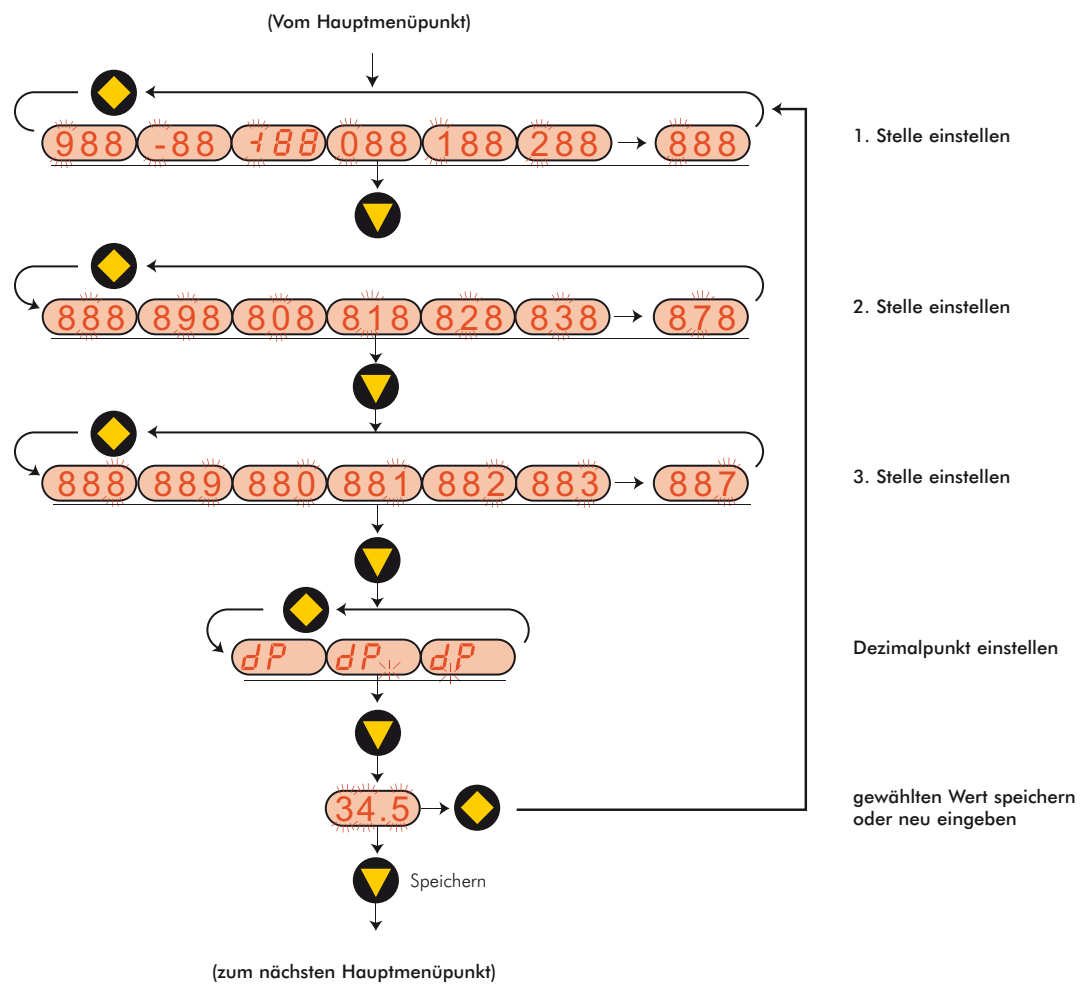 (Vom Hauptmenüpunkt)
988 -88 -188 088 188 288 888
1. Stelle einstellen
888 898 808 818 828 838 878
2. Stelle einstellen
888 889 880 881 882 883 887
3. Stelle einstellen
dP dP. d.P
Dezimalpunkt einstellen
34.5
gewählten Wert speichern
oder neu eingeben
Speichern
(zum nächsten Hauptmenüpunkt)